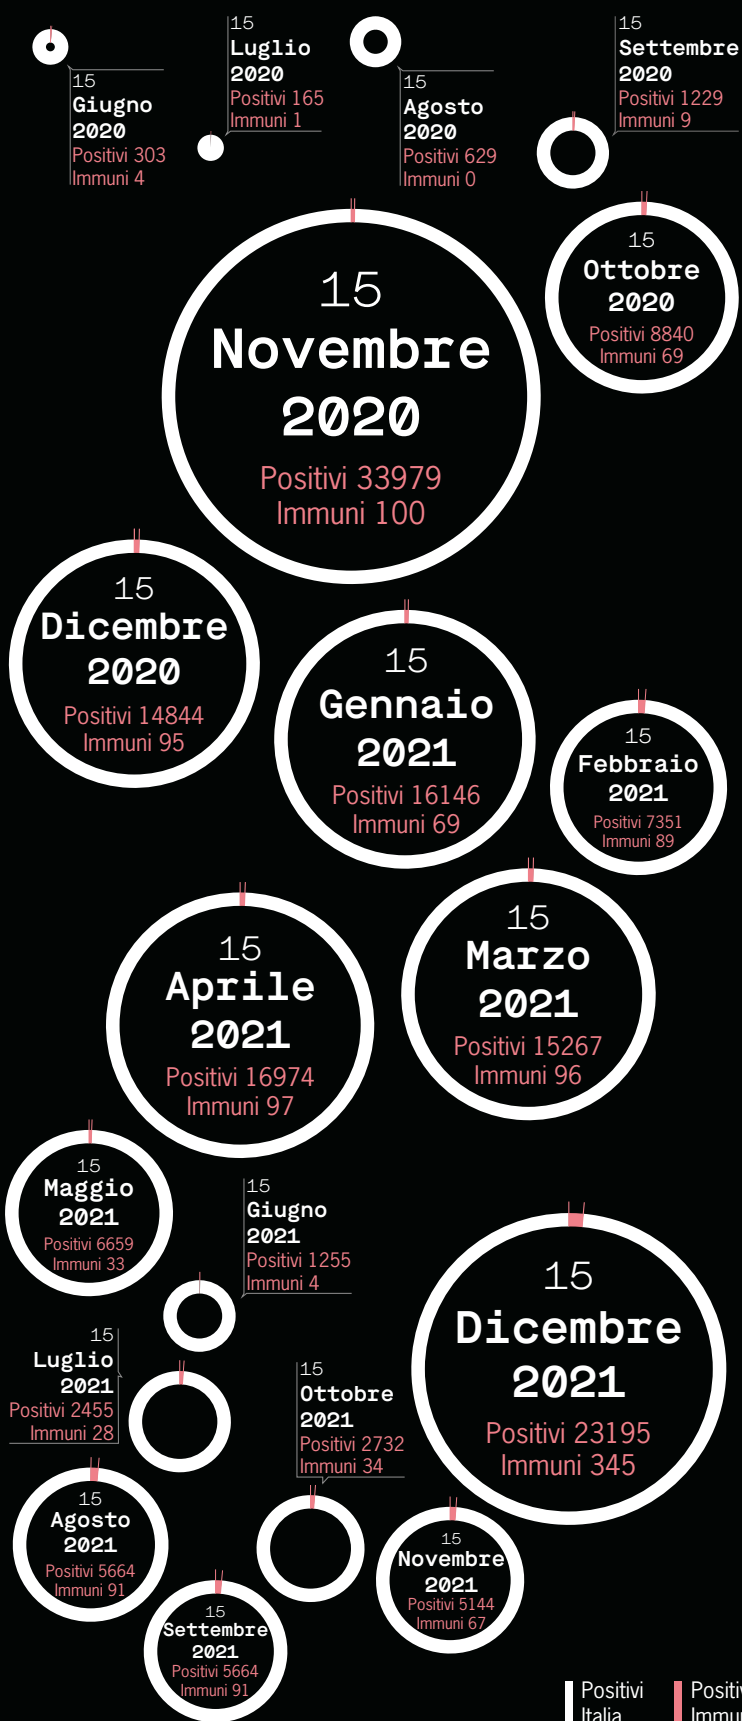 15
Giugno
2020
Positivi 303
Immuni 4
15
Luglio
2020
Positivi 165
Immuni 1
15
Agosto
2020
Positivi 629
Immuni 0
15
Settembre
2020
Positivi 1229
Immuni 9
15
Ottobre
2020
Positivi 8840
Immuni 69
15
Novembre
2020
Positivi 33979
Immuni 100
15
Dicembre
2020
Positivi 14844
Immuni 95
15
Gennaio
2021
Positivi 16146
Immuni 69
15
Febbraio
2021
Positivi 7351
Immuni 89
15
Marzo
2021
Positivi 15267
Immuni 96
15
Aprile
2021
Positivi 16974
Immuni 97
15
Maggio
2021
Positivi 6659
Immuni 33
15
Giugno
2021
Positivi 1255
Immuni 4
15
Luglio
2021
Positivi 2455
Immuni 28
15
Agosto
2021
Positivi 5664
Immuni 91
15
Settembre
2021
Positivi 5664
Immuni 91
15
Ottobre
2021
Positivi 2732
Immuni 34
15
Novembre
2021
Positivi 5144
Immuni 67
15
Dicembre
2021
Positivi 23195
Immuni 345
Positivi
Italia